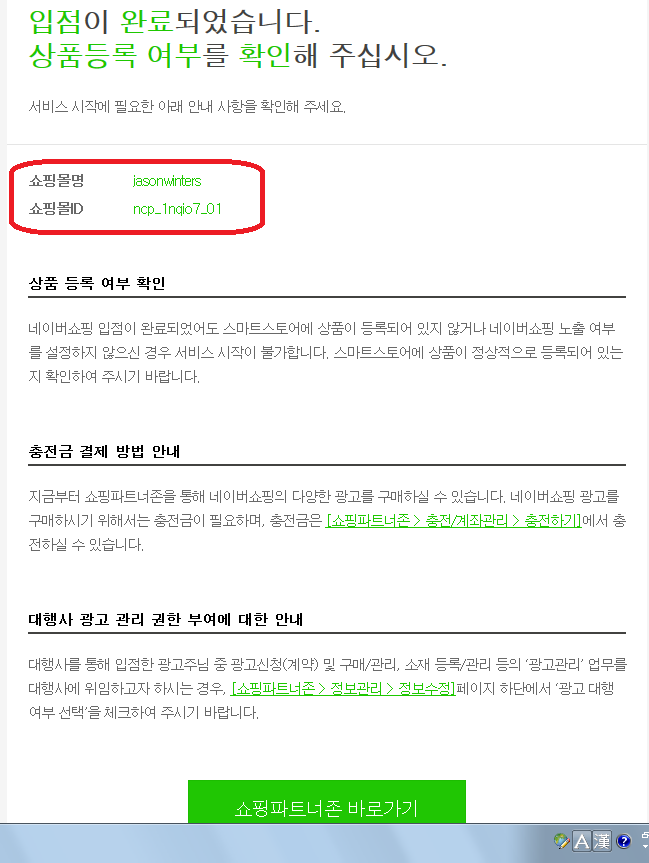 입점이 완료되었습니다.
상품등록 여부를 확인해 주십시오.
서비스 시작에 필요한 아래 안내 사항을 확인해 주세요.
쇼핑몰명 jasonwinters
쇼핑몰ID ncp_1nqio7_01
상품 등록 여부 확인
네이버쇼핑 입점이 완료되었어도 스마트스토어에 상품이 등록되어 있지 않거나 네이버쇼핑 노출 여부
를 설정하지 않으신 경우 서비스 시작이 불가합니다. 스마트스토어에 상품이 정상적으로 등록되어 있는
지 확인하여 주시기 바랍니다.
충전금 결제 방법 안내
지금부터 쇼핑파트너존을 통해 네이버쇼핑의 다양한 광고를 구매하실 수 있습니다. 네이버쇼핑 광고를
구매하시기 위해서는 충전금이 필요하며, 충전금은 [쇼핑파트너존 > 충전/계좌관리 > 충전하기]에서 충
전하실 수 있습니다.
대행사 광고 관리 권한 부여에 대한 안내
대행사를 통해 입점한 광고주님 중 광고신청(계약) 및 구매/관리, 소재 등록/관리 등의 ‘광고관리’ 업무를
대행사에 위임하고자 하시는 경우, [쇼핑파트너존 > 정보관리 > 정보수정]페이지 하단에서 ‘광고 대행
여부 선택’을 체크하여 주시기 바랍니다.
쇼핑파트너존 바로가기
A 漢 ?